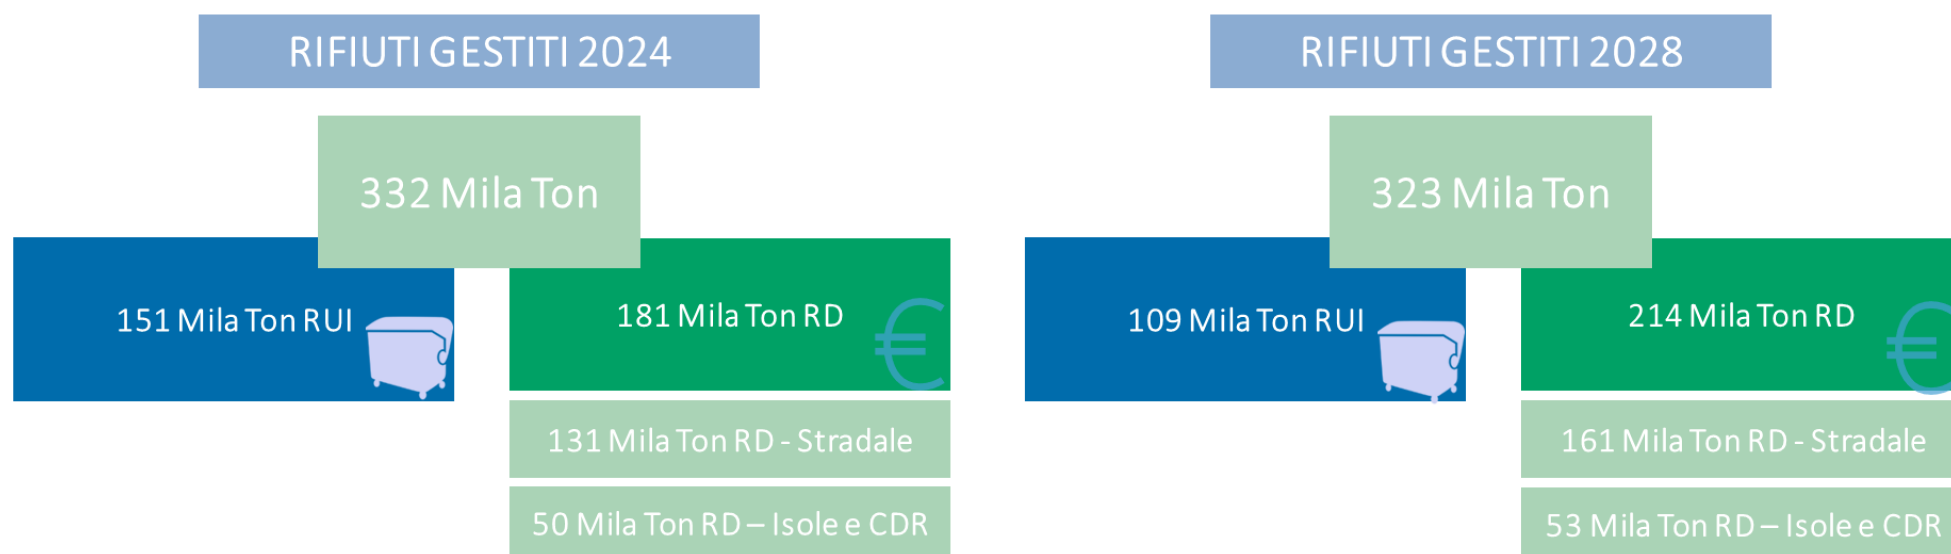 RIFIUTI GESTITI 2024
332 Mila Ton
151 Mila Ton RUI
181 Mila Ton RD
€
131 Mila Ton RD - Stradale
50 Mila Ton RD – Isole e CDR
RIFIUTI GESTITI 2028
323 Mila Ton
109 Mila Ton RUI
214 Mila Ton RD
€
161 Mila Ton RD - Stradale
53 Mila Ton RD – Isole e CDR